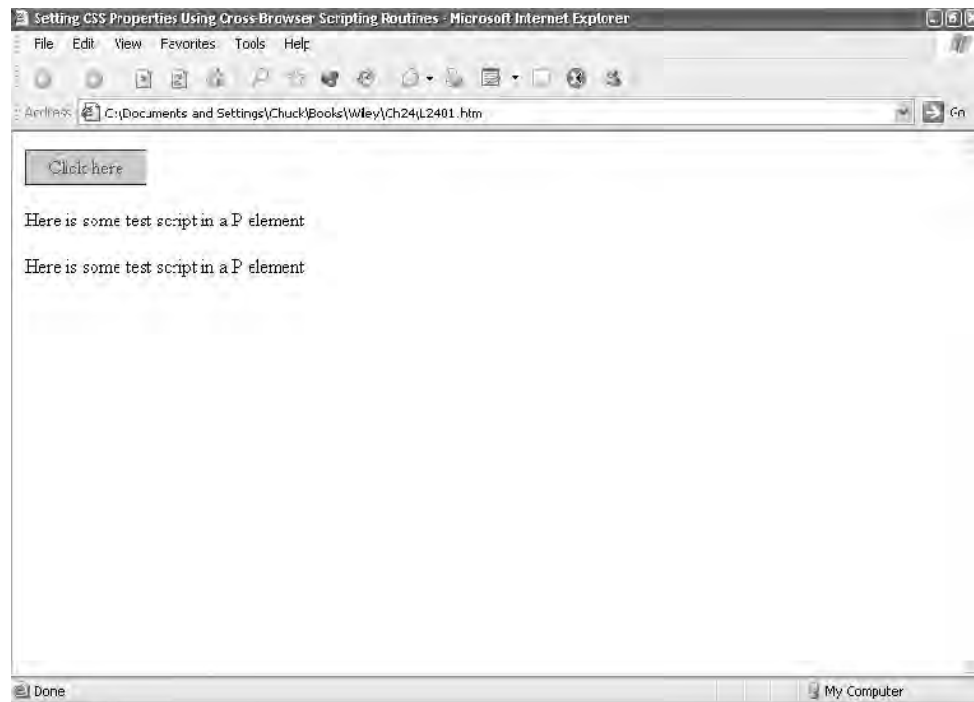 Setting CSS Properties Using Cross-Browser Scripting Routines - Microsoft Internet Explorer
File Edit View Favorites Tools Help
Address C:\Documents and Settings\Chuck\Books\Wiley\Ch24\L2401.htm Go
Click here
Here is some test script in a P element
Here is some test script in a P element
Done My Computer